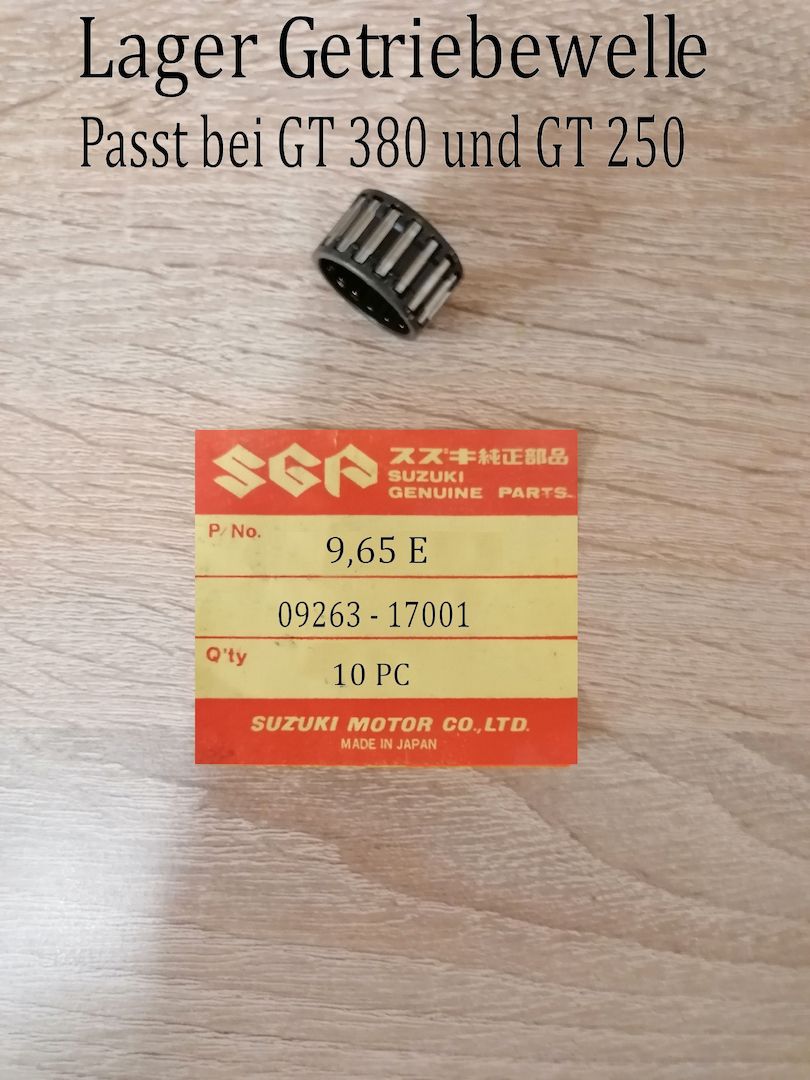 Lager Getriebewelle
Passt bei GT 380 und GT 250
SGP スズキ純正部品
SUZUKI
GENUINE PARTS
P/No.
9,65 E
09263 - 17001
Q'ty
10 PC
SUZUKI MOTOR CO.,LTD.
MADE IN JAPAN